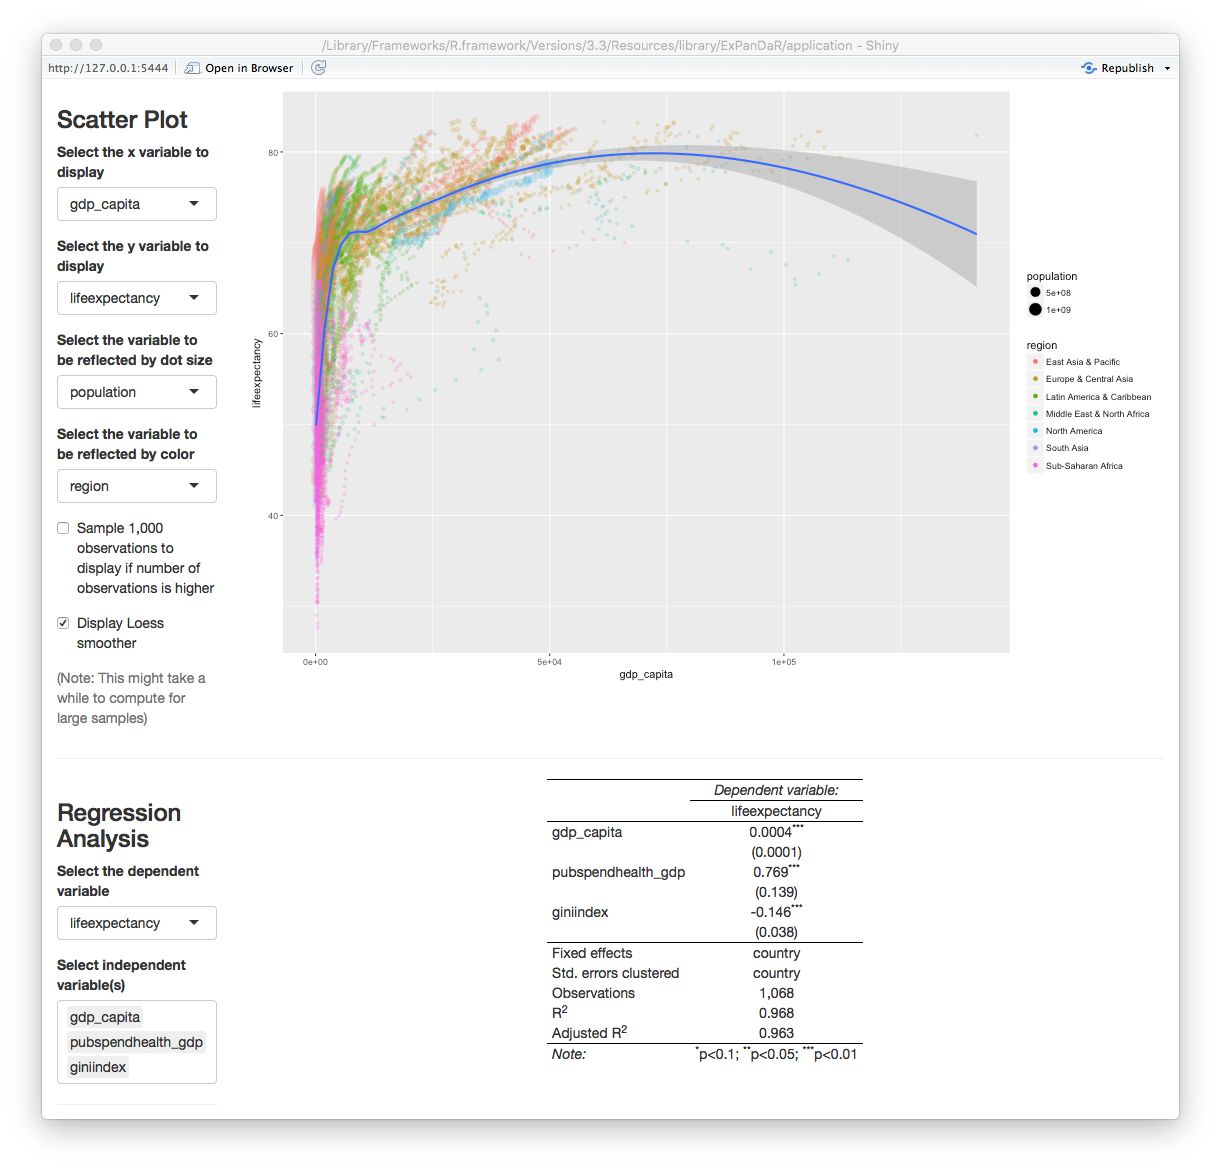 /Library/Frameworks/R.framework/Versions/3.3/Resources/library/ExPanDaR/application - Shiny
http://127.0.0.1:5444
Open in Browser
Republish
Scatter Plot
Select the x variable to
display
gdp_capita
Select the y variable to
display
lifeexpectancy
Select the variable to
be reflected by dot size
population
Select the variable to
be reflected by color
region
Sample 1,000
observations to
display if number of
observations is higher
Display Loess
smoother
(Note: This might take a
while to compute for
large samples)
lifeexpectancy
80
60
40
0e+00
5e+04
1e+05
gdp_capita
population
5e+08
1e+09
region
East Asia & Pacific
Europe & Central Asia
Latin America & Caribbean
Middle East & North Africa
North America
South Asia
Sub-Saharan Africa
Regression
Analysis
Select the dependent
variable
lifeexpectancy
Select independent
variable(s)
gdp_capita
pubspendhealth_gdp
giniindex
Dependent variable:
lifeexpectancy
gdp_capita 0.0004***
(0.0001)
pubspendhealth_gdp 0.769***
(0.139)
giniindex -0.146***
(0.038)
Fixed effects country
Std. errors clustered country
Observations 1,068
R2 0.968
Adjusted R2 0.963
Note: *p<0.1; **p<0.05; ***p<0.01